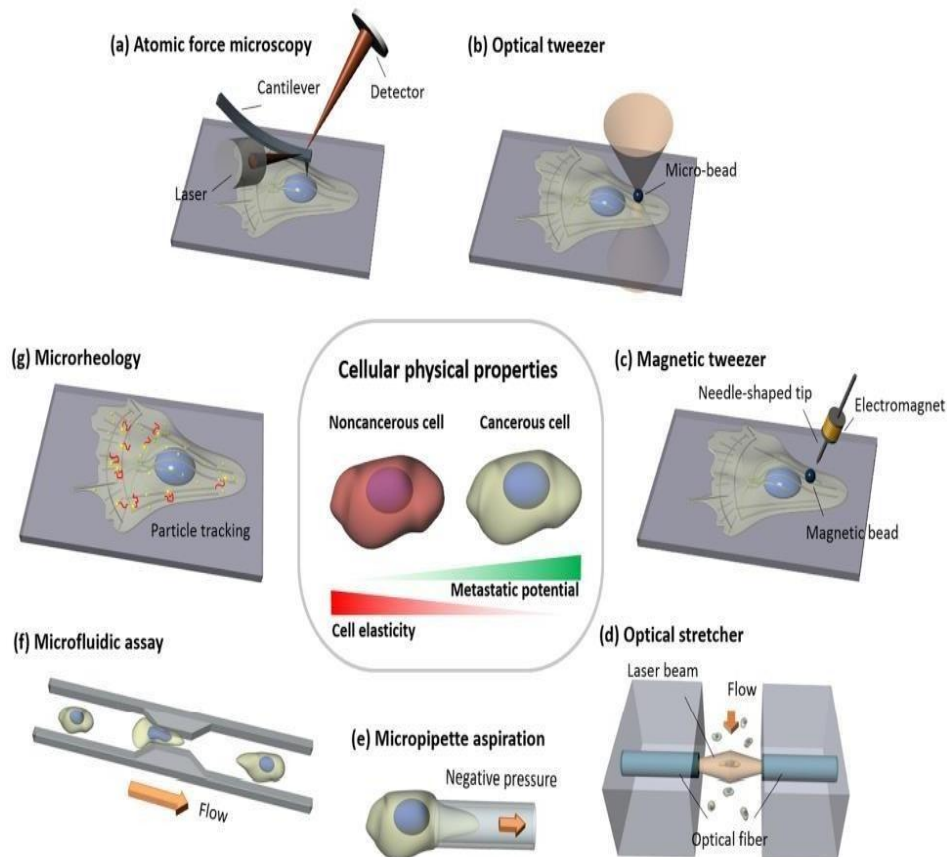 (a) Atomic force microscopy
Cantilever
Detector
Laser
(b) Optical tweezer
Micro-bead
(g) Microrheology
Particle tracking
Cellular physical properties
Noncancerous cell
Cancerous cell
Metastatic potential
Cell elasticity
(c) Magnetic tweezer
Needle-shaped tip
Electromagnet
Magnetic bead
(f) Microfluidic assay
Flow
(e) Micropipette aspiration
Negative pressure
(d) Optical stretcher
Laser beam
Flow
Optical fiber